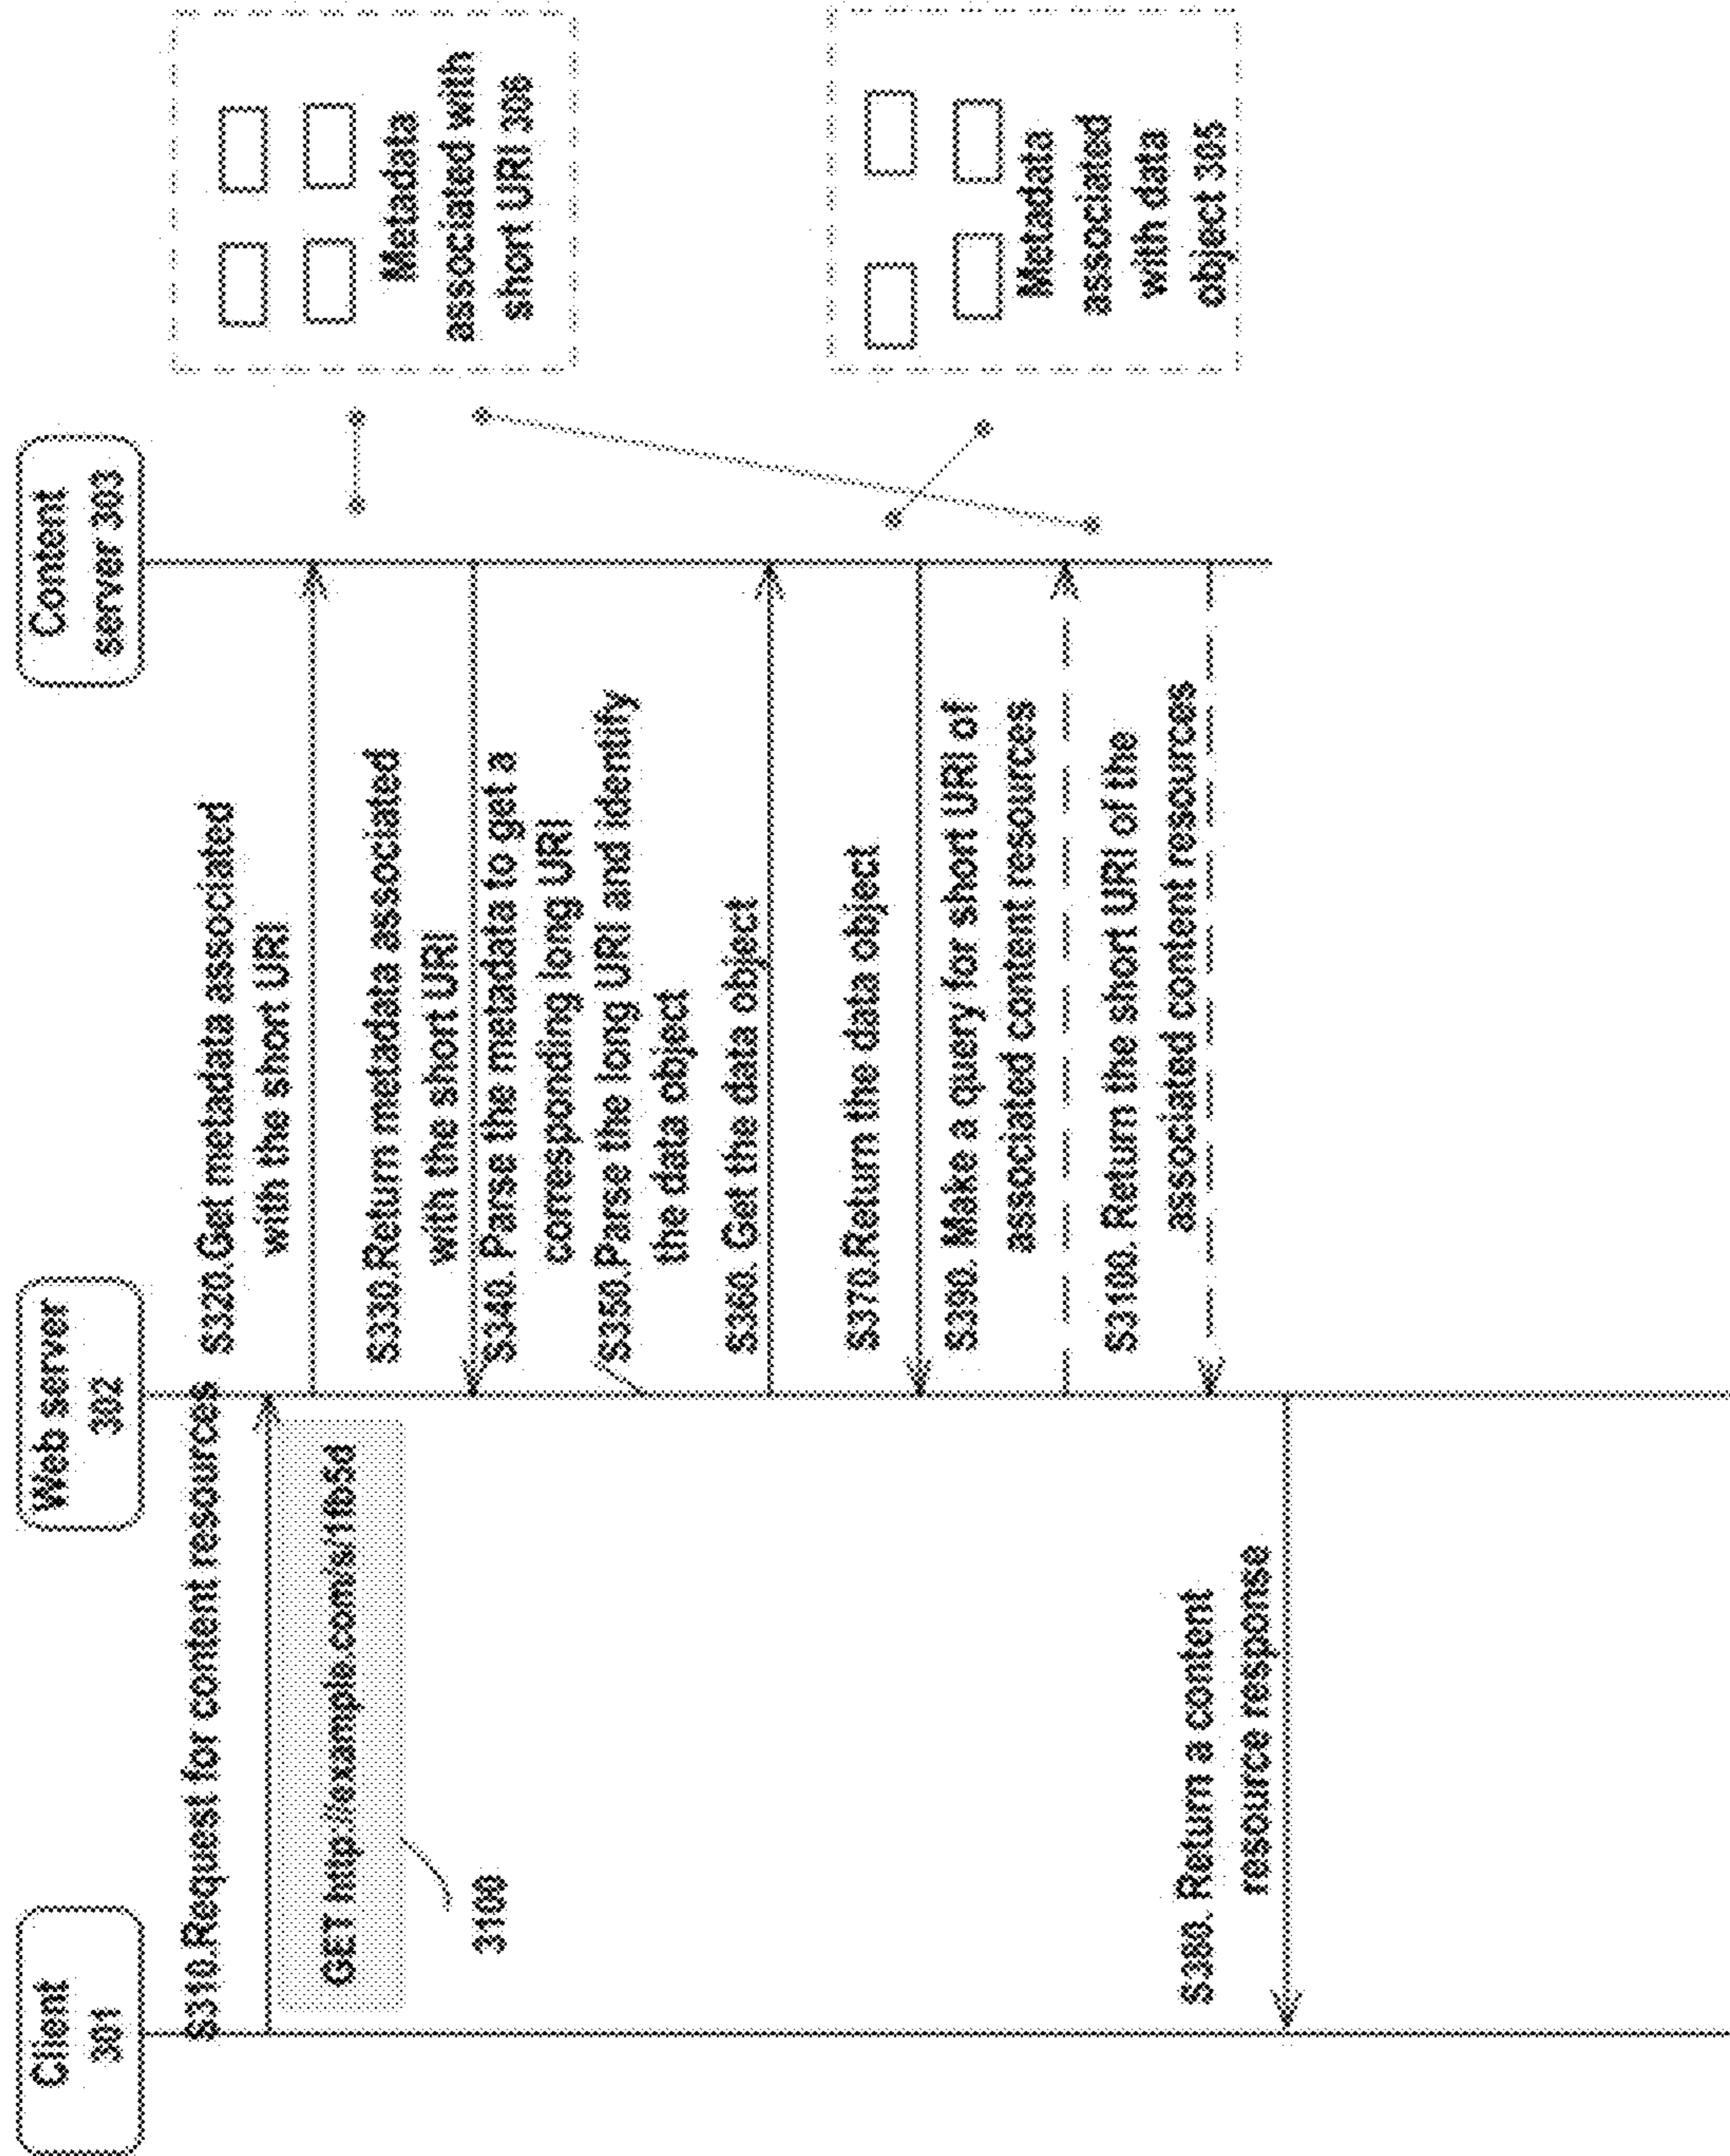 Client
301
Web server
302
Content
server 303
S310.Request for content resources
GET http://example.com/s/1fb5d
3100
S320.Get metadata associated
with the short URI
S330.Return metadata associated
with the short URI
S340. Parse the metadata to get a
corresponding long URI
S350.Parse the long URI and identify
the data object
S360. Get the data object
S370.Return the data object
S390. Make a query for short URI of
associated content resources
S3100. Return the short URI of the
associated content resources
S380. Return a content
resource response
Metadata
associated with
short URI 306
Metadata
associated
with data
object 305